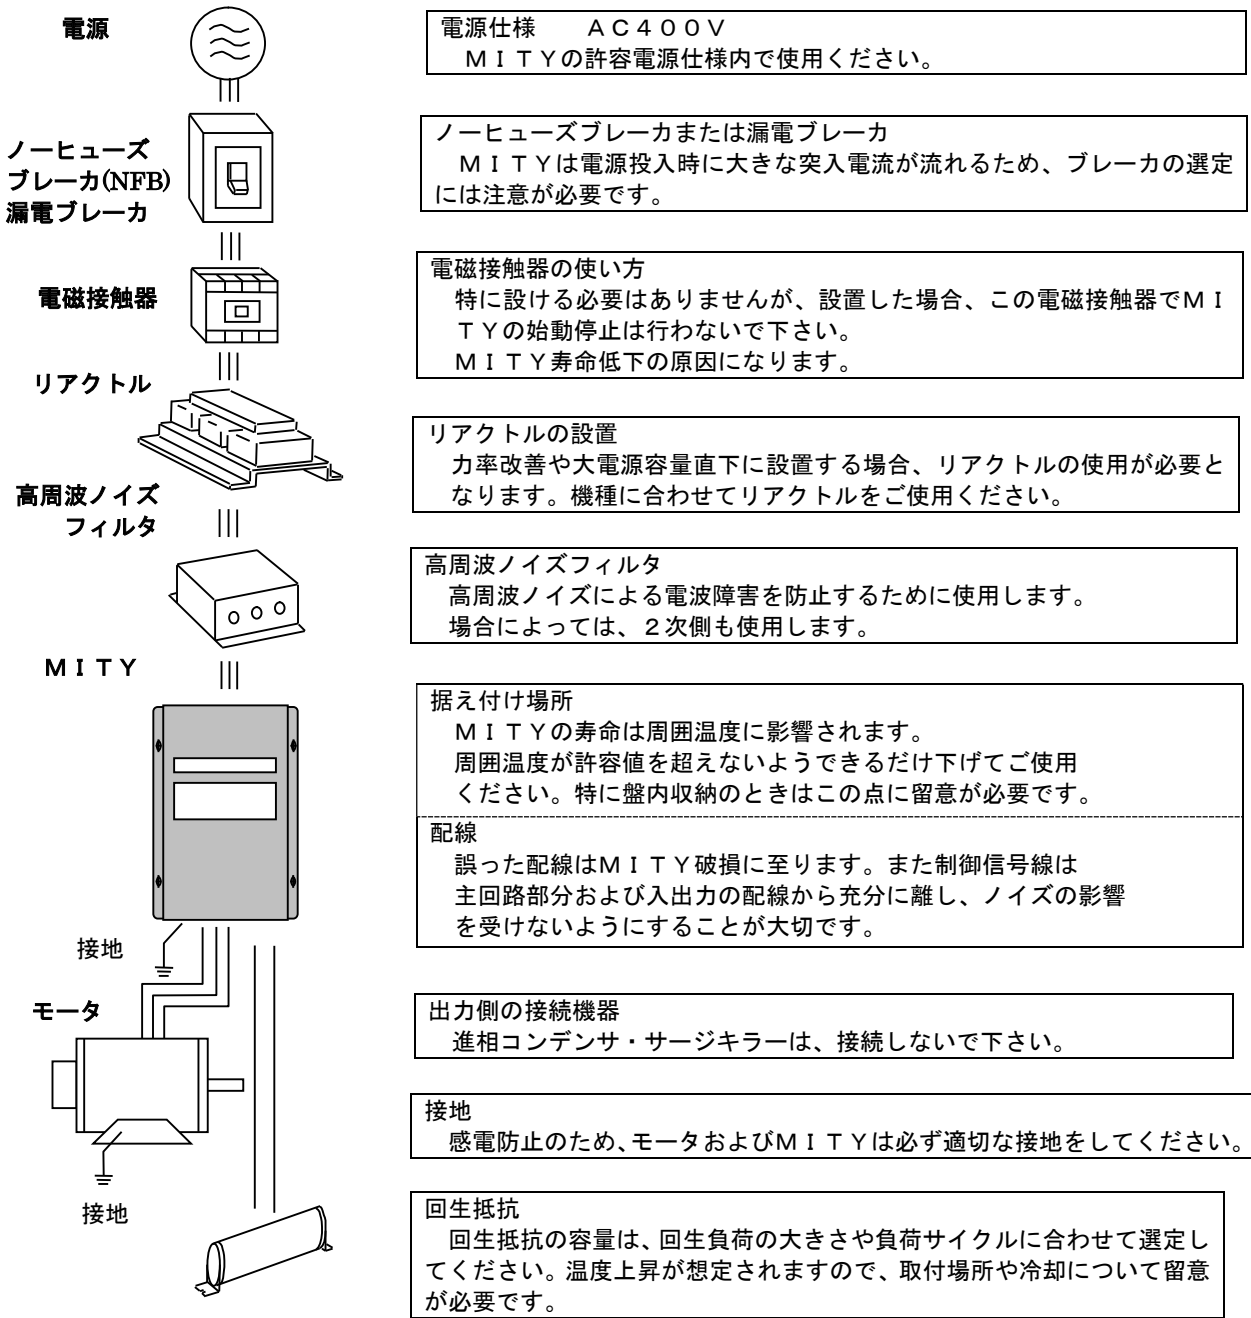 電源
電源仕様　　ＡＣ４００Ｖ
ＭＩＴＹの許容電源仕様内で使用ください。
ノーヒューズ
ブレーカ(NFB)
漏電ブレーカ
ノーヒューズブレーカまたは漏電ブレーカ
ＭＩＴＹは電源投入時に大きな突入電流が流れるため、ブレーカの選定
には注意が必要です。
電磁接触器
電磁接触器の使い方
特に設ける必要はありませんが、設置した場合、この電磁接触器でＭＩ
ＴＹの始動停止は行わないで下さい。
ＭＩＴＹ寿命低下の原因になります。
リアクトル
リアクトルの設置
力率改善や大電源容量直下に設置する場合、リアクトルの使用が必要と
なります。機種に合わせてリアクトルをご使用ください。
高周波ノイズ
フィルタ
高周波ノイズフィルタ
高周波ノイズによる電波障害を防止するために使用します。
場合によっては、２次側も使用します。
ＭＩＴＹ
据え付け場所
ＭＩＴＹの寿命は周囲温度に影響されます。
周囲温度が許容値を超えないようできるだけ下げてご使用
ください。特に盤内収納のときはこの点に留意が必要です。
配線
誤った配線はＭＩＴＹ破損に至ります。また制御信号線は
主回路部分および入出力の配線から充分に離し、ノイズの影響
を受けないようにすることが大切です。
接地
モータ
出力側の接続機器
進相コンデンサ・サージキラーは、接続しないで下さい。
接地
感電防止のため、モータおよびＭＩＴＹは必ず適切な接地をしてください。
接地
回生抵抗
回生抵抗の容量は、回生負荷の大きさや負荷サイクルに合わせて選定し
てください。温度上昇が想定されますので、取付場所や冷却について留意
が必要です。